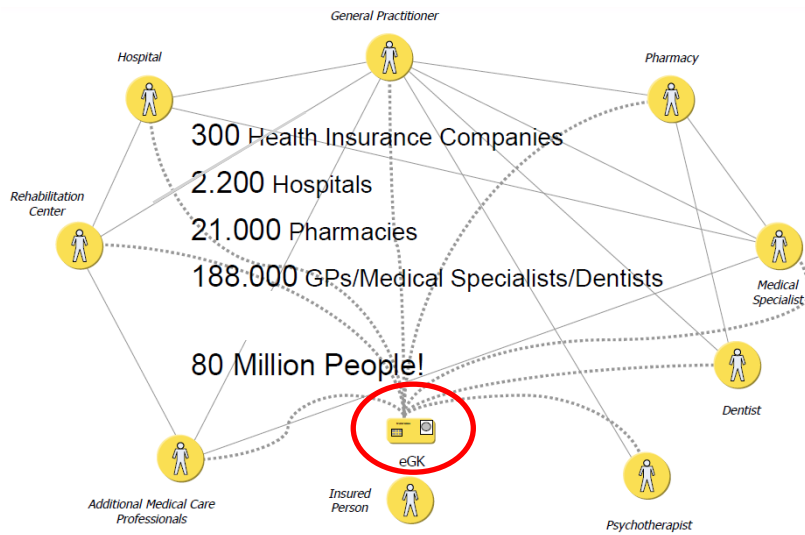 General Practitioner
Hospital
Pharmacy
300 Health Insurance Companies
2.200 Hospitals
Rehabilitation
Center
21.000 Pharmacies
188.000 GPs/Medical Specialists/Dentists
Medical
Specialist
80 Million People!
Dentist
eGK
Additional Medical Care
Professionals
Insured
Person
Psychotherapist